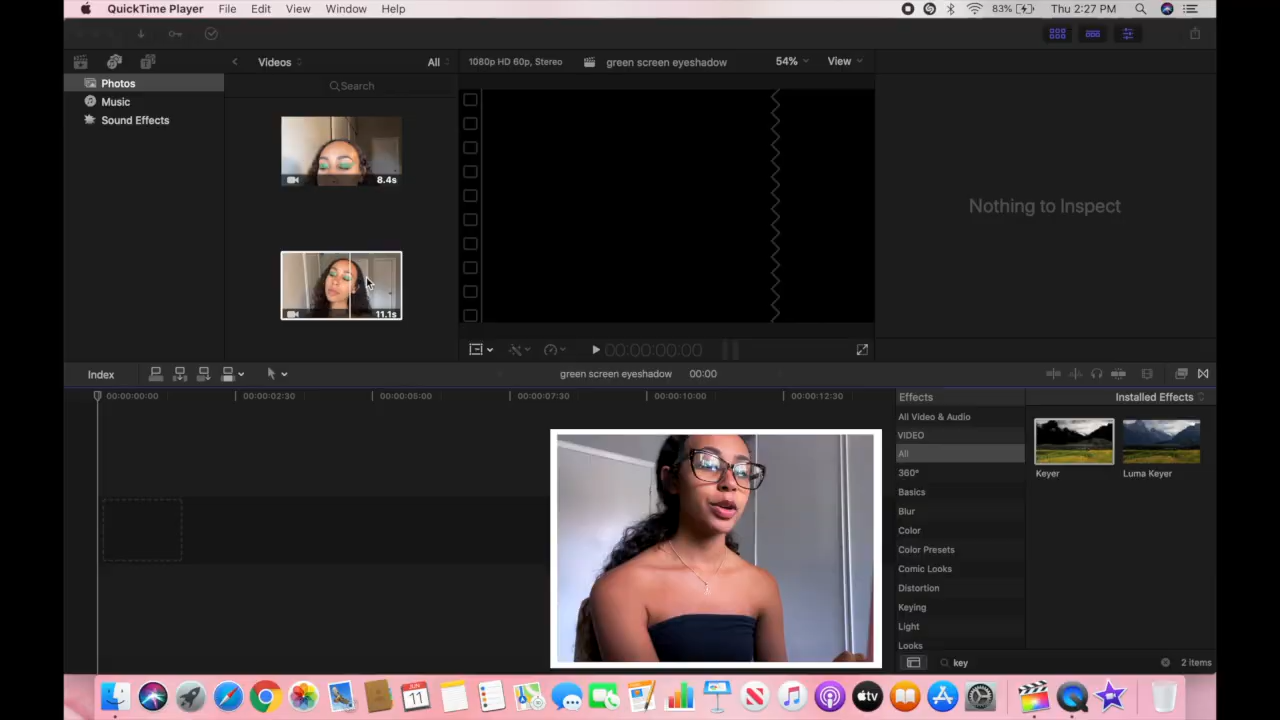 QuickTime Player File Edit View Window Help 83% Thu 2:27 PM
Videos All 1080p HD 60p, Stereo green screen eyeshadow 54% View
Photos
Music
Sound Effects
Search
8.4s
11.1s
Nothing to Inspect
00:00:00:00
Index green screen eyeshadow 00:00
00:00:00:00 00:00:02:30 00:00:05:00 00:00:07:30 00:00:10:00 00:00:12:30
Effects Installed Effects
All Video & Audio
VIDEO
All
360°
Basics
Blur
Color
Color Presets
Comic Looks
Distortion
Keying
Light
Looks
Keyer Luma Keyer
key 2 items
JUN
11
tv